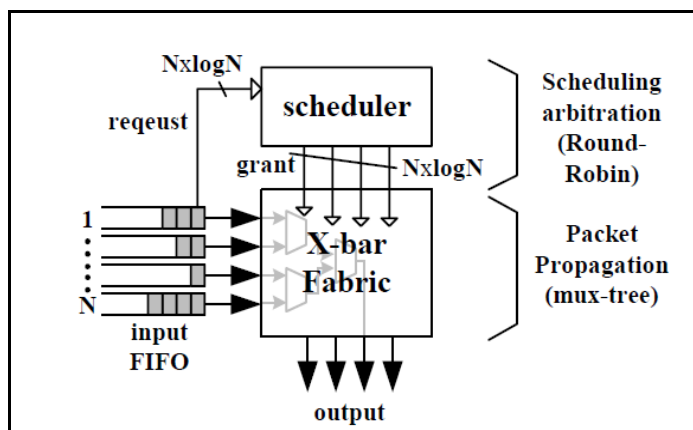 NxlogN
scheduler
reqeust
grant
NxlogN
Scheduling
arbitration
(Round-
Robin)
1
N
X-bar
Fabric
Packet
Propagation
(mux-tree)
input
FIFO
output